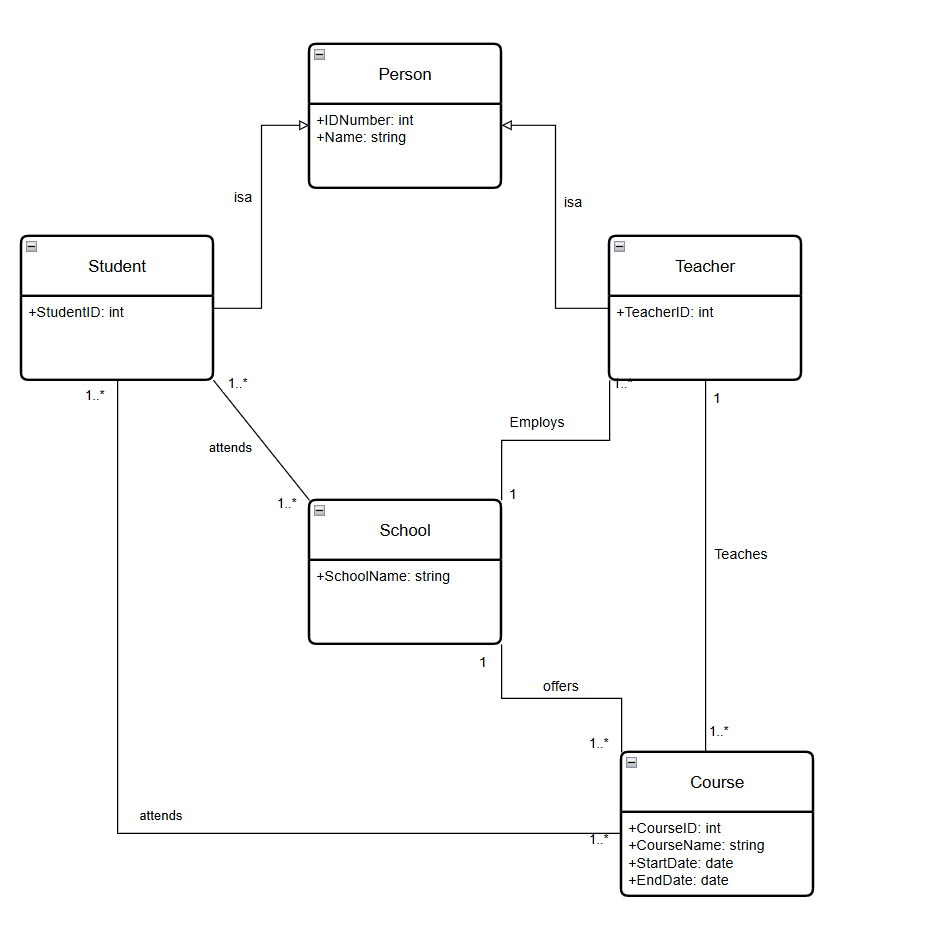 Person
+IDNumber: int
+Name: string
isa
isa
Student
+StudentID: int
Teacher
+TeacherID: int
1..*
1..*
1..*
1
Employs
attends
1..*
1
School
+SchoolName: string
Teaches
1
offers
1..*
1..*
Course
+CourseID: int
+CourseName: string
+StartDate: date
+EndDate: date
attends
1..*